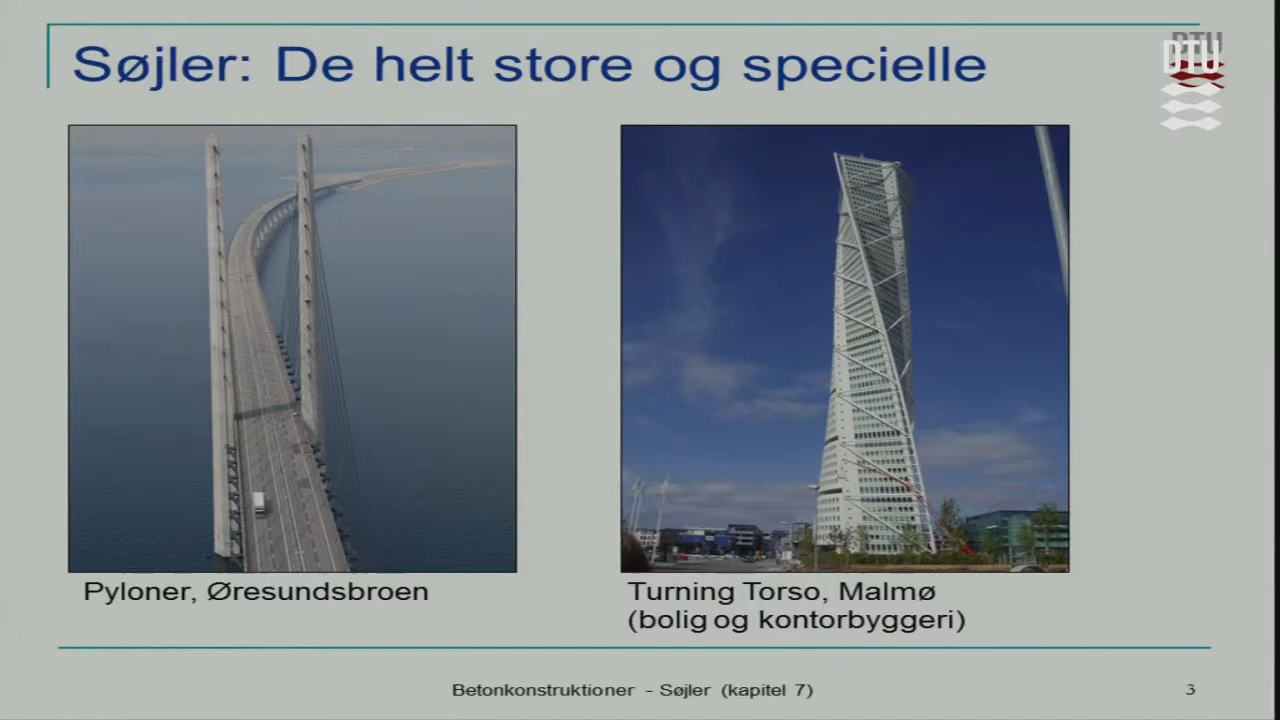 Søjler: De helt store og specielle
DTU
DTU
Pyloner, Øresundsbroen
Turning Torso, Malmø
(bolig og kontorbyggeri)
Betonkonstruktioner - Søjler (kapitel 7)
3